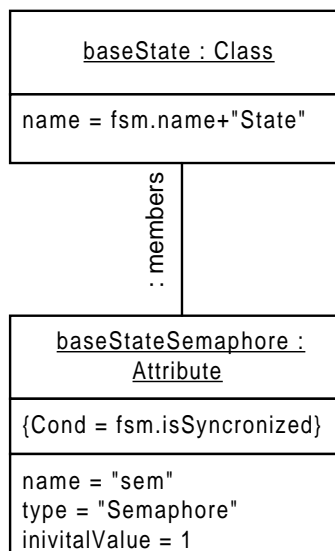 baseState : Class
name = fsm.name+"State"
: members
baseStateSemaphore :
Attribute
{Cond = fsm.isSyncronized}
name = "sem"
type = "Semaphore"
inivitalValue = 1